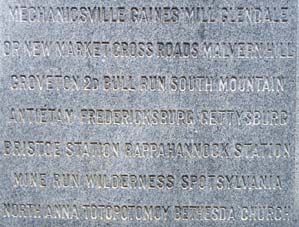 MECHANICSVILLE GAINES' MILL GLENDALE
OR NEW MARKET CROSS ROADS MALVERN HILL
GROVETON 2D BULL RUN SOUTH MOUNTAIN
ANTIETAM FREDERICKSBURG GETTYSBURG
BRISTOE STATION RAPPAHANNOCK STATION
MINE RUN WILDERNESS SPOTSYLVANIA
NORTH ANNA TOTOPOTOMOY BETHESDA CHURCH